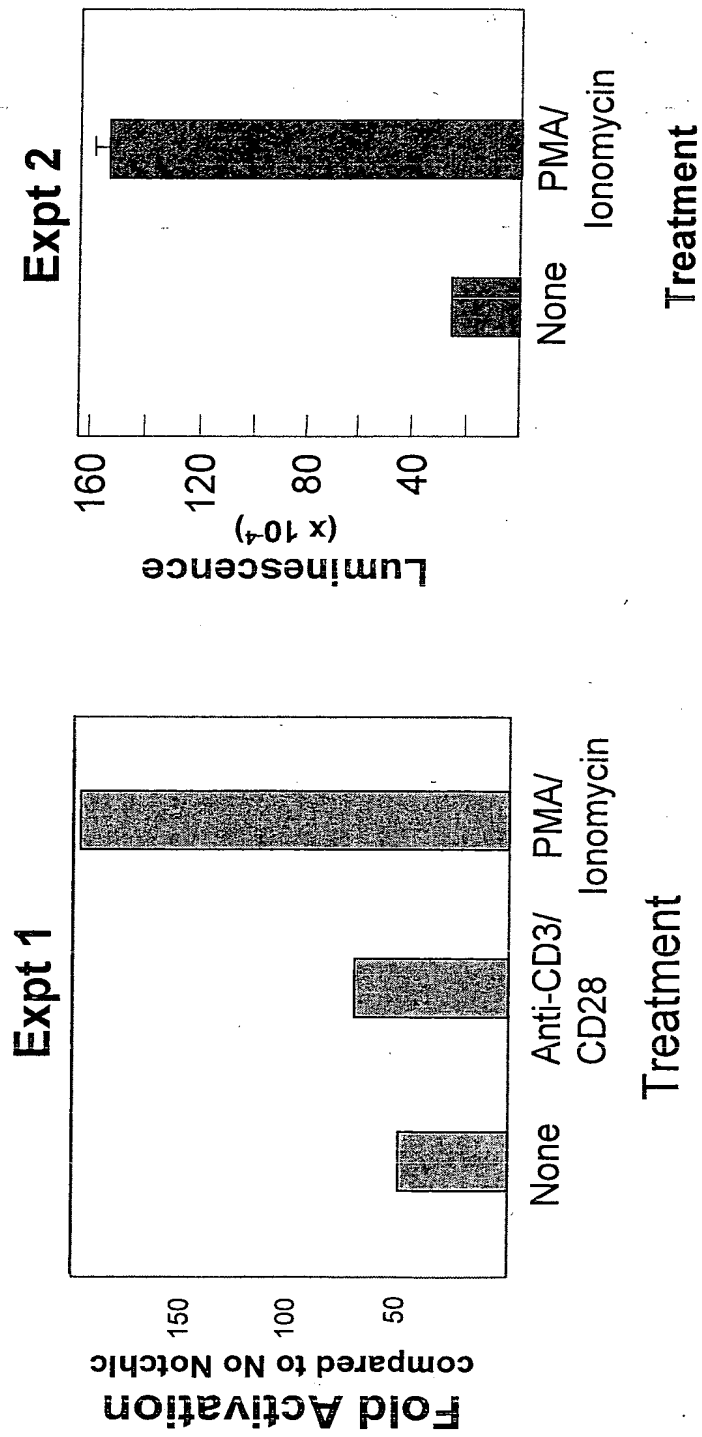 Expt 1
Fold Activation
compared to No Notchic
150
100
50
None
Anti-CD3/
CD28
PMA/
Ionomycin
Treatment
Expt 2
Luminescence
(x 10-4)
160
120
80
40
None
PMA/
Ionomycin
Treatment